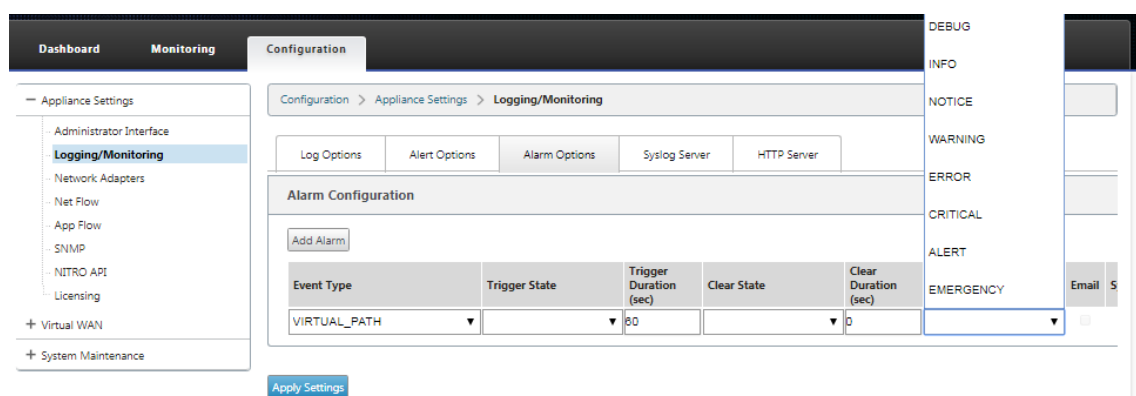 DEBUG
Dashboard Monitoring Configuration
INFO
Appliance Settings
Configuration > Appliance Settings > Logging/Monitoring
NOTICE
Administrator Interface
Logging/Monitoring
Log Options Alert Options Alarm Options Syslog Server HTTP Server
WARNING
Network Adapters
ERROR
Net Flow
Alarm Configuration
App Flow
CRITICAL
SNMP
Add Alarm
ALERT
NITRO API
Event Type Trigger State Trigger Duration (sec) Clear State Clear Duration (sec) Email S
EMERGENCY
Licensing
Virtual WAN
VIRTUAL_PATH 60 0
System Maintenance
Apply Settings